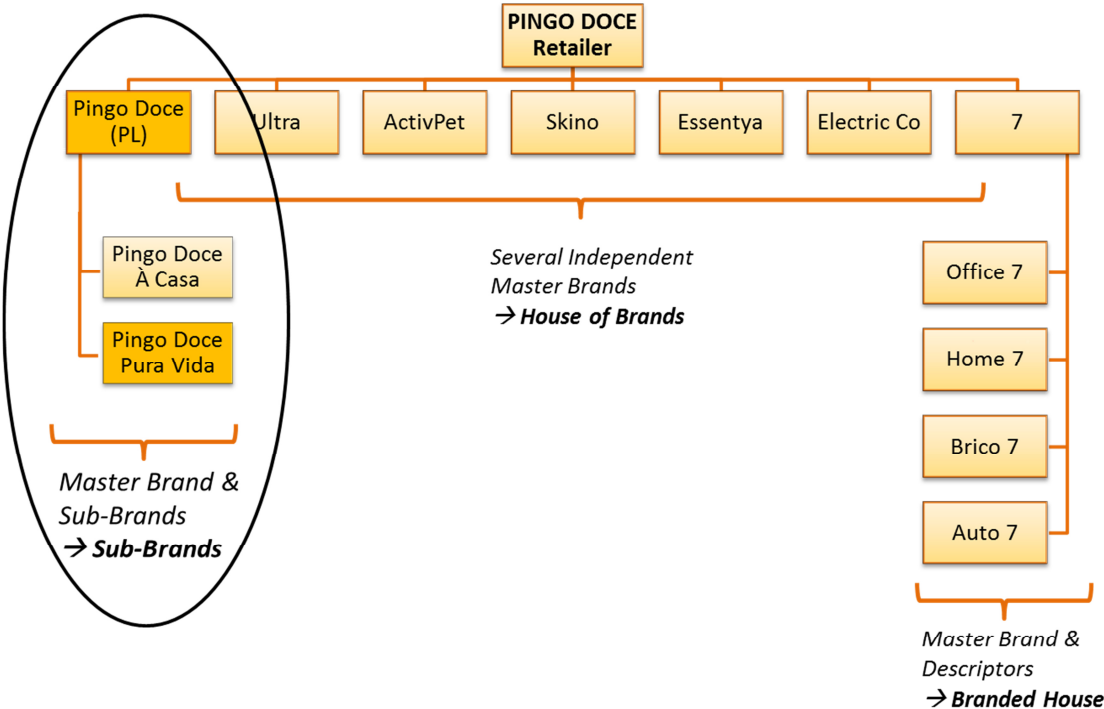 PINGO DOCE
Retailer
Pingo Doce
(PL)
Ultra
ActivPet
Skino
Essentya
Electric Co
7
Pingo Doce
À Casa
Pingo Doce
Pura Vida
Master Brand &
Sub-Brands
→ Sub-Brands
Several Independent
Master Brands
→ House of Brands
Office 7
Home 7
Brico 7
Auto 7
Master Brand &
Descriptors
→ Branded House